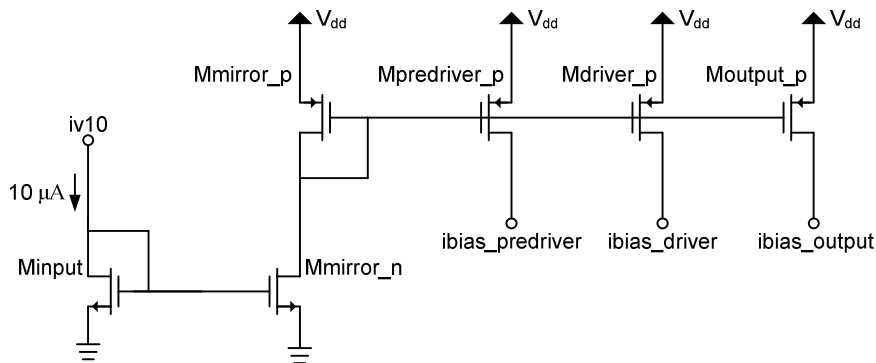 Vdd Vdd Vdd Vdd
Mmirror_p Mpredriver_p Mdriver_p Moutput_p
iv10
10 μA
ibias_predriver ibias_driver ibias_output
Minput Mmirror_n